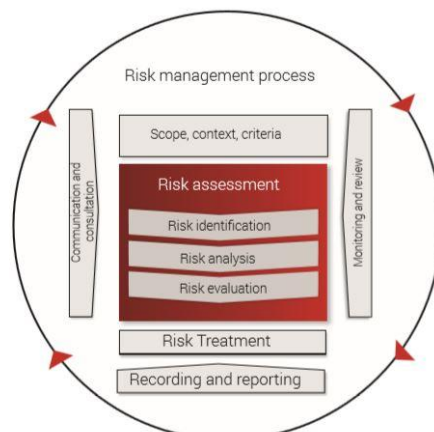 Risk management process
Scope, context, criteria
Communication and
consultation
Risk assessment
Risk identification
Risk analysis
Risk evaluation
Monitoring and review
Risk Treatment
Recording and reporting